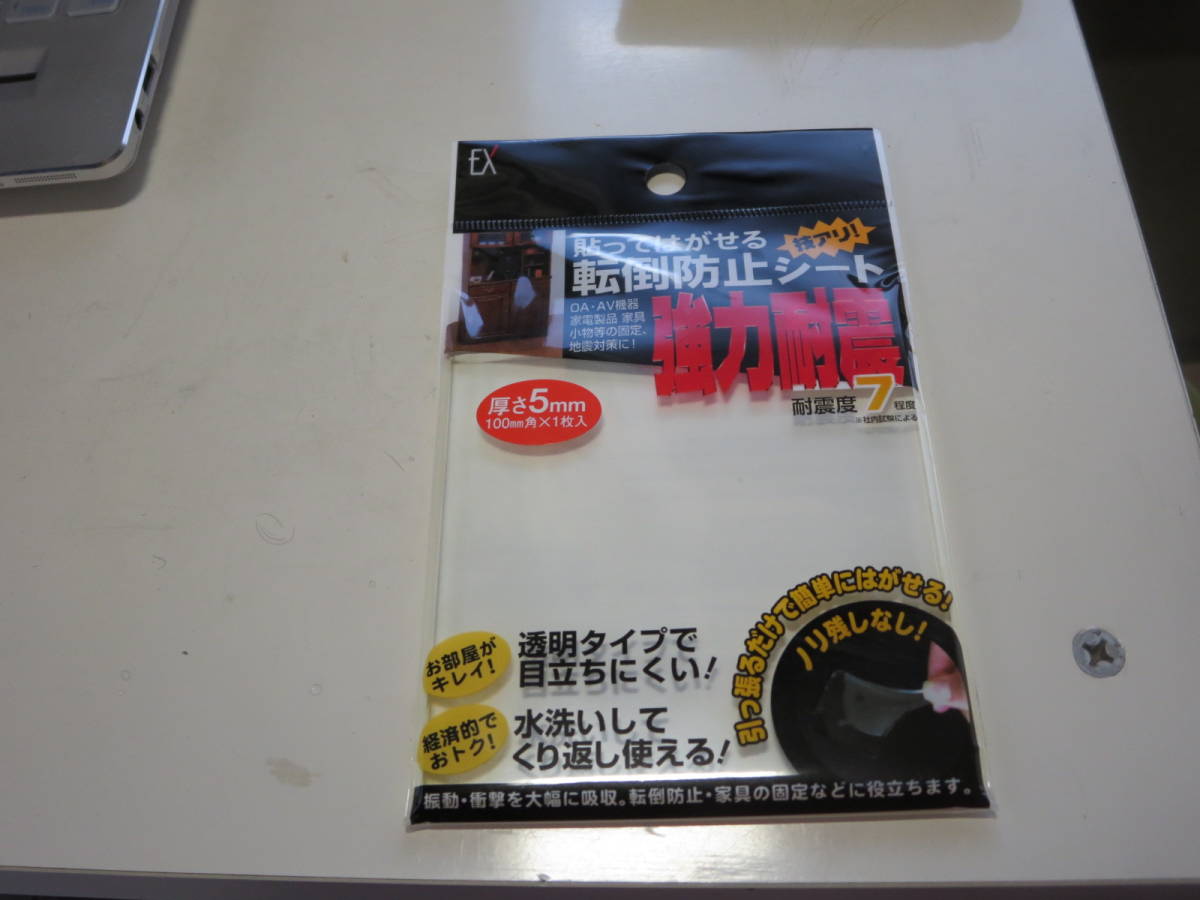 EX
貼ってはがせる
技アリ!
転倒防止シート
OA・AV機器
家電製品 家具
小物等の固定、
地震対策に!
強力耐震
耐震度7程度
※社内試験による
厚さ5mm
100mm角×1枚入
引っ張るだけで簡単にはがせる!
ノリ残しなし!
お部屋が
キレイ!
透明タイプで
目立ちにくい!
経済的で
おトク!
水洗いして
くり返し使える!
振動・衝撃を大幅に吸収。転倒防止・家具の固定などに役立ちます。